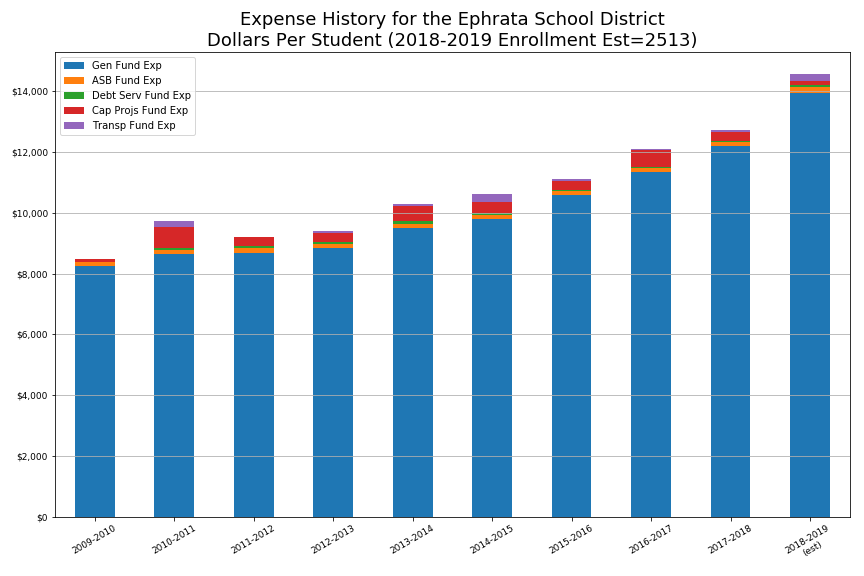 Expense History for the Ephrata School District
Dollars Per Student (2018-2019 Enrollment Est=2513)
Gen Fund Exp
ASB Fund Exp
Debt Serv Fund Exp
Cap Projs Fund Exp
Transp Fund Exp
$14,000
$12,000
$10,000
$8,000
$6,000
$4,000
$2,000
$0
2009-2010
2010-2011
2011-2012
2012-2013
2013-2014
2014-2015
2015-2016
2016-2017
2017-2018
2018-2019
(est)